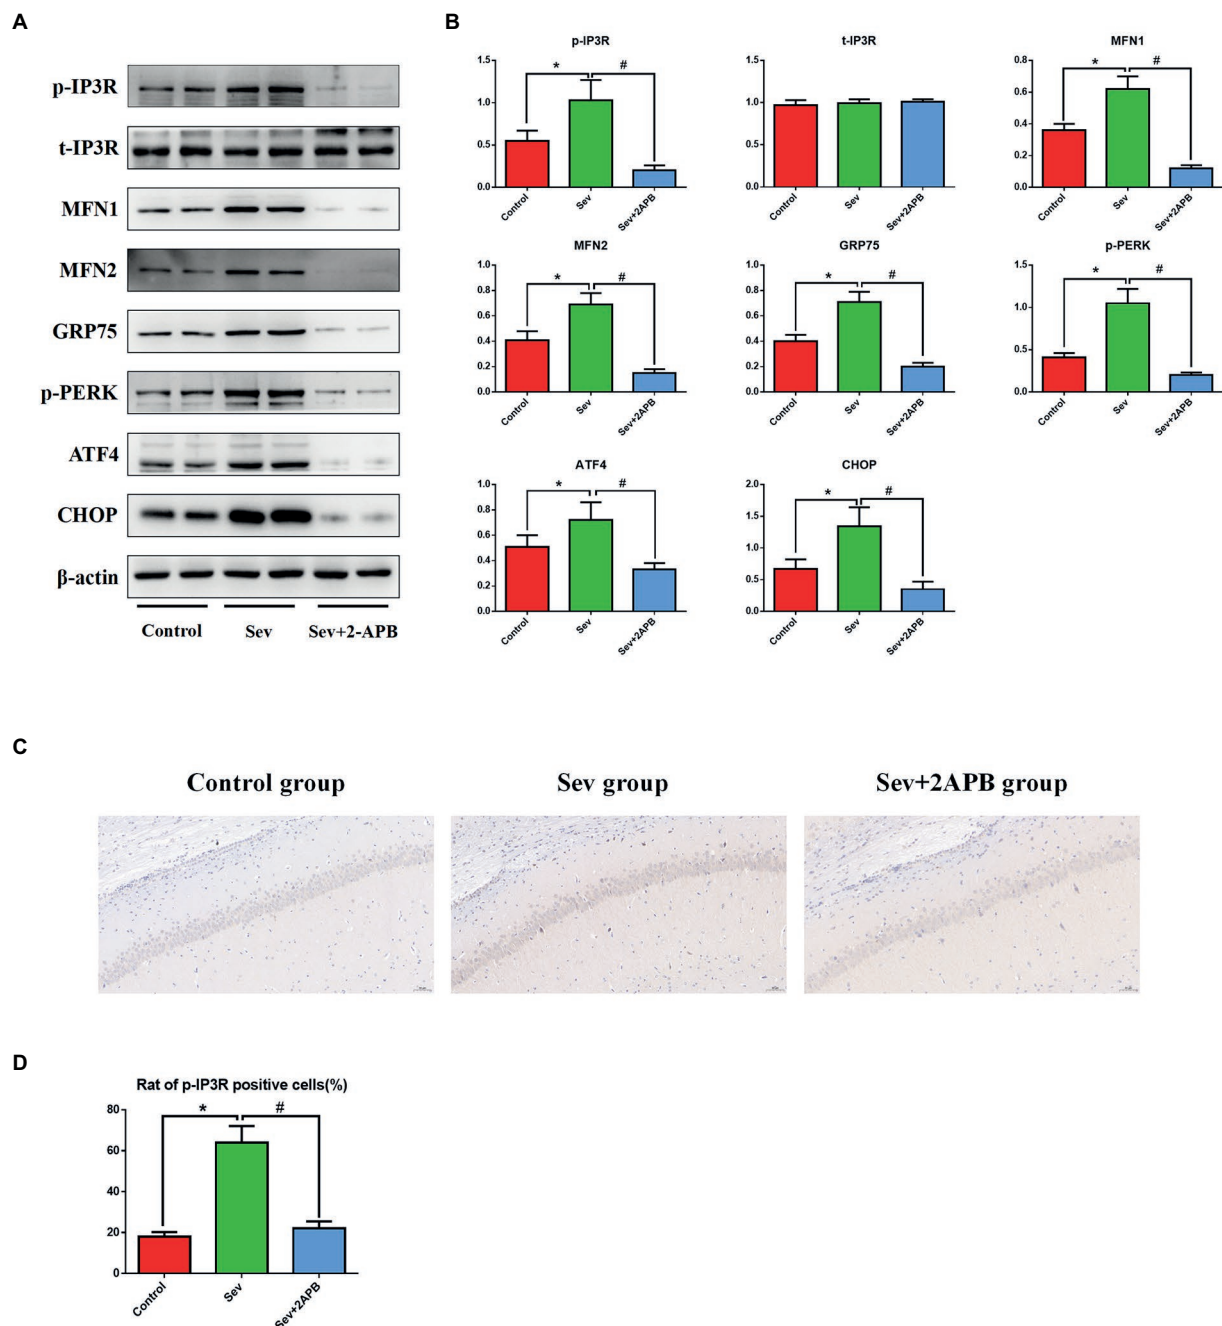 A
p-IP3R
t-IP3R
MFN1
MFN2
GRP75
p-PERK
ATF4
CHOP
β-actin
Control Sev Sev+2-APB
B
p-IP3R
1.5
1.0
0.5
0.0
* #
Control Sev Sev+2APB
t-IP3R
1.5
1.0
0.5
0.0
Control Sev Sev+2APB
MFN1
0.8
0.6
0.4
0.2
0.0
* #
Control Sev Sev+2APB
MFN2
1.0
0.8
0.6
0.4
0.2
0.0
* #
Control Sev Sev+2APB
GRP75
1.0
0.8
0.6
0.4
0.2
0.0
* #
Control Sev Sev+2APB
p-PERK
1.5
1.0
0.5
0.0
* #
Control Sev Sev+2APB
ATF4
1.0
0.8
0.6
0.4
0.2
0.0
* #
Control Sev Sev+2APB
CHOP
2.0
1.5
1.0
0.5
0.0
* #
Control Sev Sev+2APB
C
Control group Sev group Sev+2APB group
D
Rat of p-IP3R positive cells(%)
80
60
40
20
0
* #
Control Sev Sev+2APB